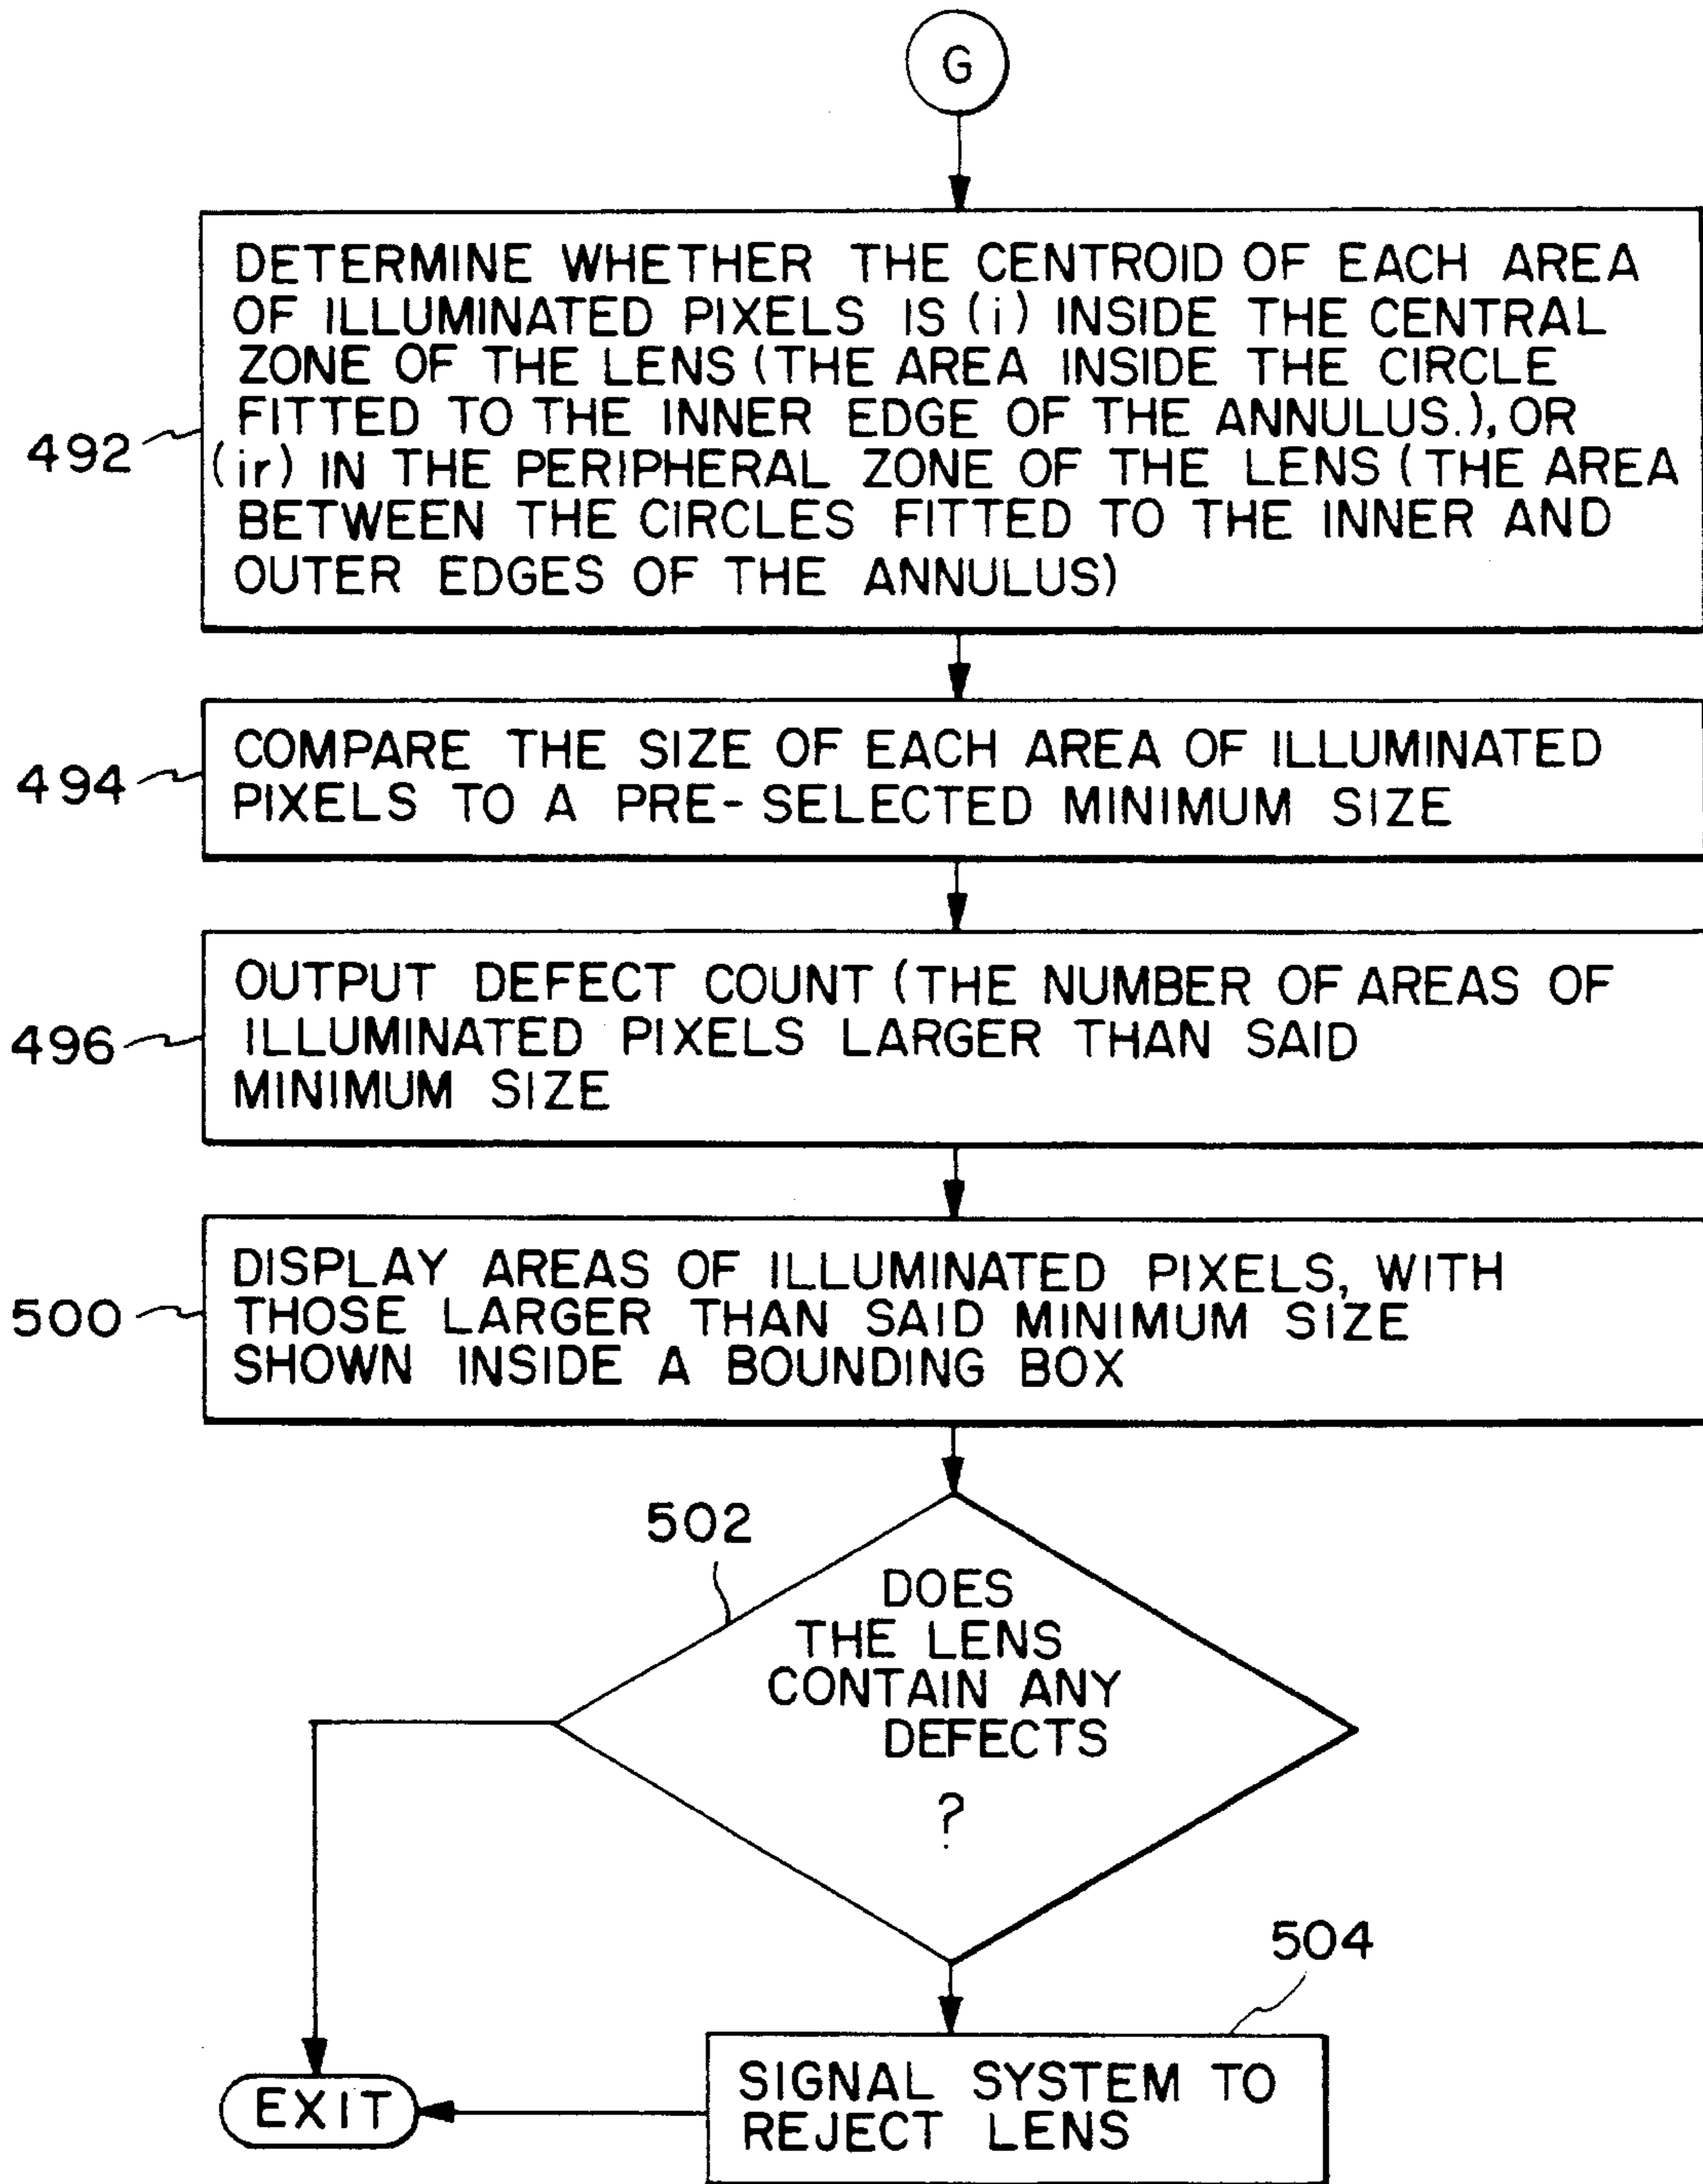 G
DETERMINE WHETHER THE CENTROID OF EACH AREA
OF ILLUMINATED PIXELS IS (i) INSIDE THE CENTRAL
ZONE OF THE LENS (THE AREA INSIDE THE CIRCLE
FITTED TO THE INNER EDGE OF THE ANNULUS.), OR
(ir) IN THE PERIPHERAL ZONE OF THE LENS (THE AREA
BETWEEN THE CIRCLES FITTED TO THE INNER AND
OUTER EDGES OF THE ANNULUS)
492
COMPARE THE SIZE OF EACH AREA OF ILLUMINATED
PIXELS TO A PRE-SELECTED MINIMUM SIZE
494
OUTPUT DEFECT COUNT (THE NUMBER OF AREAS OF
ILLUMINATED PIXELS LARGER THAN SAID
MINIMUM SIZE
496
DISPLAY AREAS OF ILLUMINATED PIXELS, WITH
THOSE LARGER THAN SAID MINIMUM SIZE
SHOWN INSIDE A BOUNDING BOX
500
502
DOES
THE LENS
CONTAIN ANY
DEFECTS
?
504
SIGNAL SYSTEM TO
REJECT LENS
EXIT